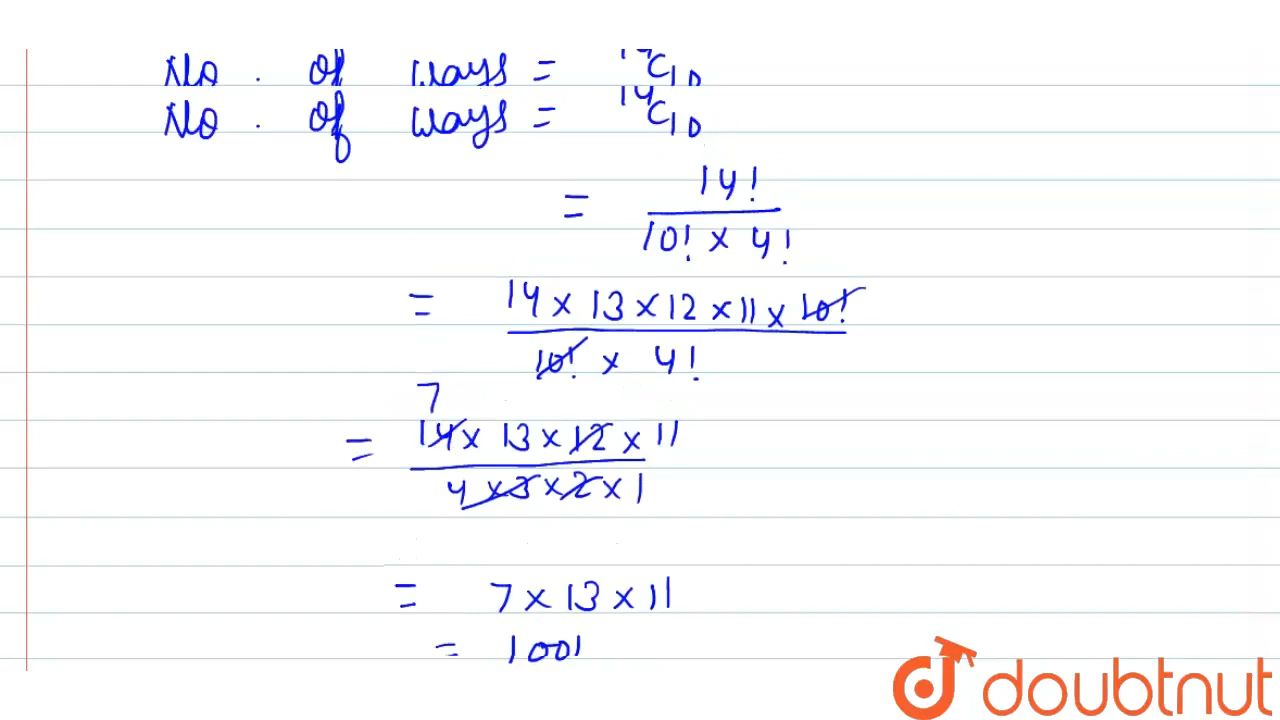 No. of ways = ¹⁴C₁₀
No. of ways = ¹⁴C₁₀
= 14!
10! × 4!
= 14 × 13 × 12 × 11 × 10!
10! × 4!
7
= 14 × 13 × 12 × 11
4 × 3 × 2 × 1
= 7 × 13 × 11
= 1001
doubtnut